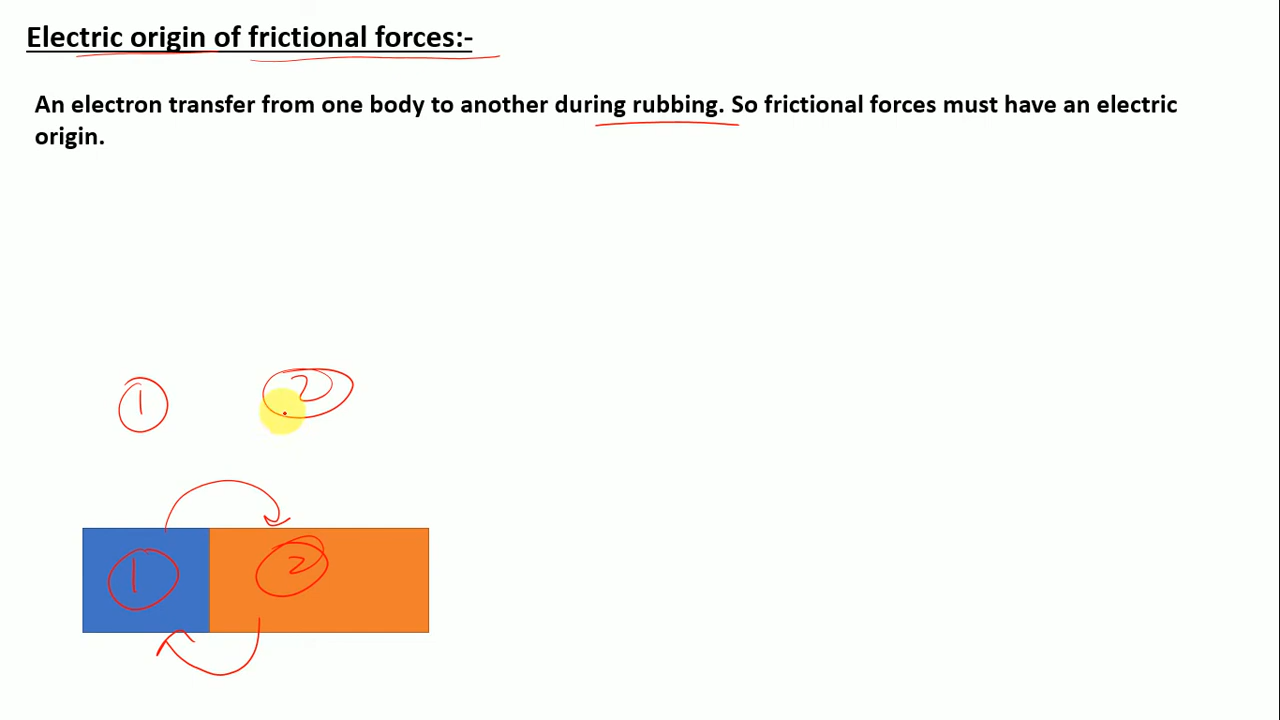 Electric origin of frictional forces:-
An electron transfer from one body to another during rubbing. So frictional forces must have an electric
origin.
1 2
1 2